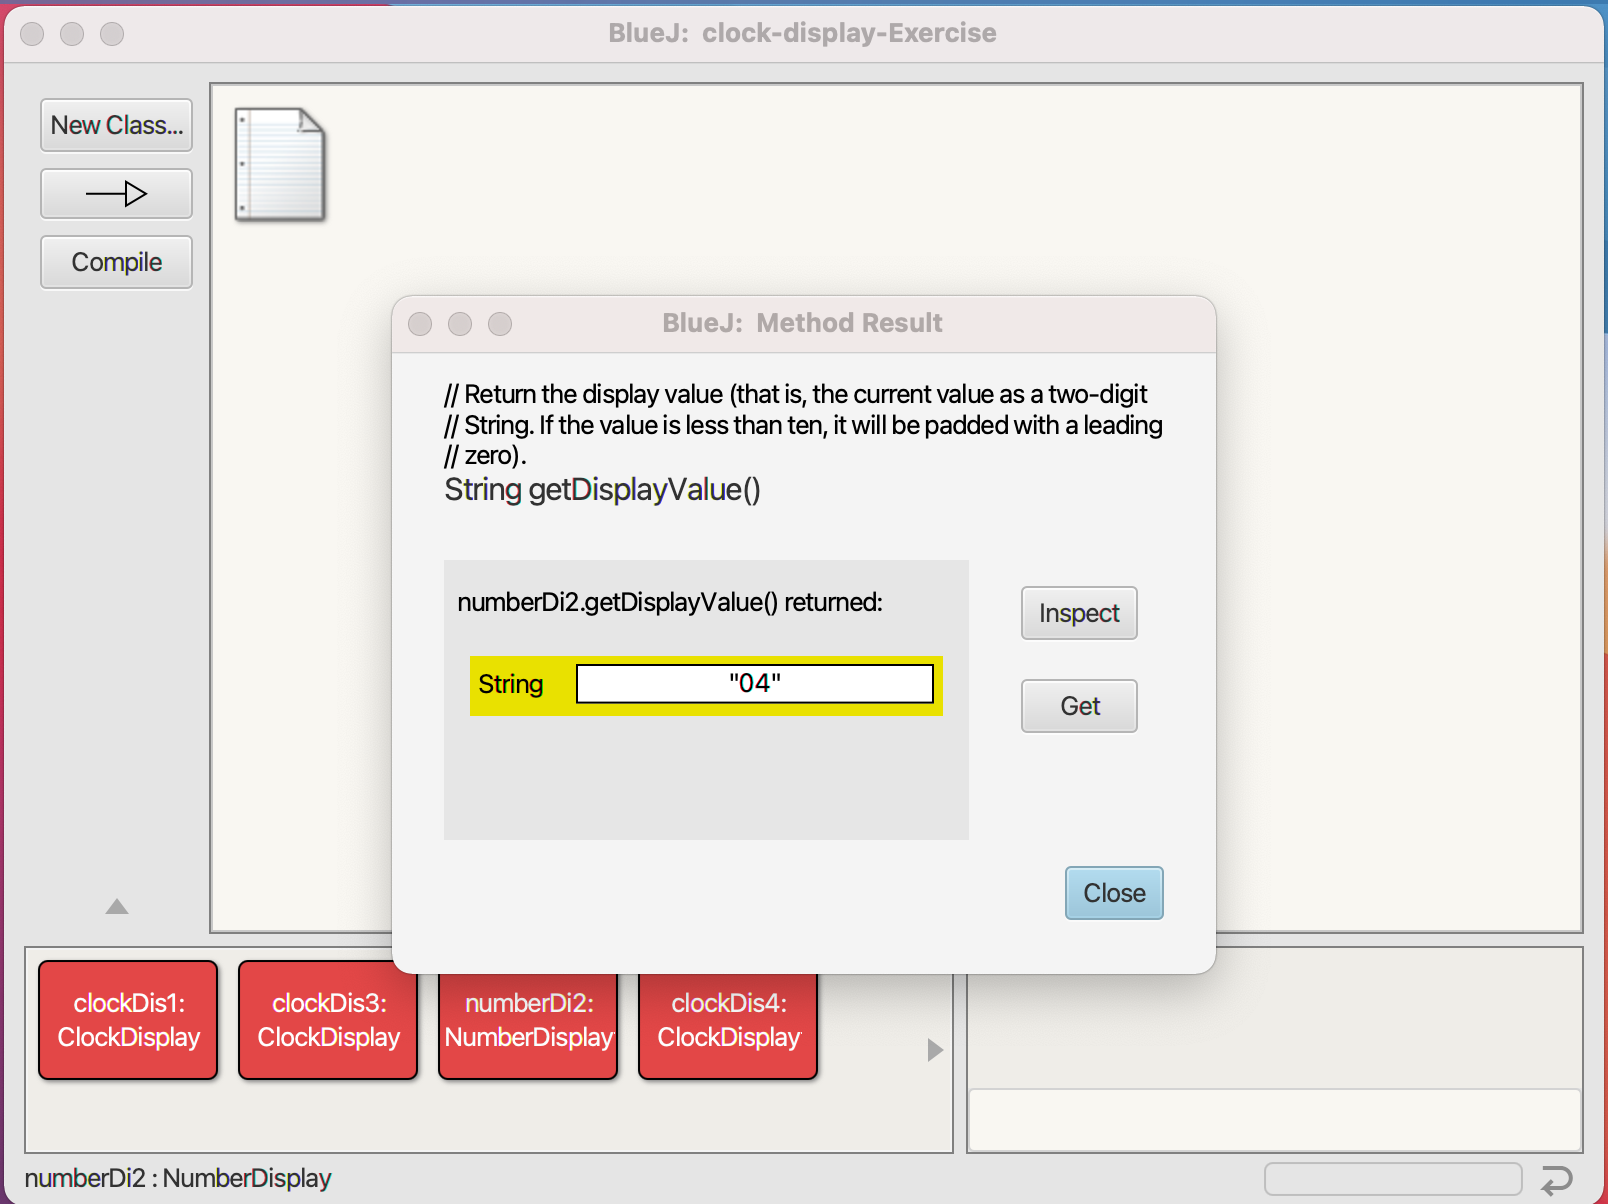 BlueJ:  clock-display-Exercise
New Class...
Compile
BlueJ:  Method Result
// Return the display value (that is, the current value as a two-digit
// String. If the value is less than ten, it will be padded with a leading
// zero).
String getDisplayValue()
numberDi2.getDisplayValue() returned:
String "04"
Inspect
Get
Close
clockDis1:
ClockDisplay
clockDis3:
ClockDisplay
numberDi2:
NumberDisplay
clockDis4:
ClockDisplay
numberDi2 : NumberDisplay